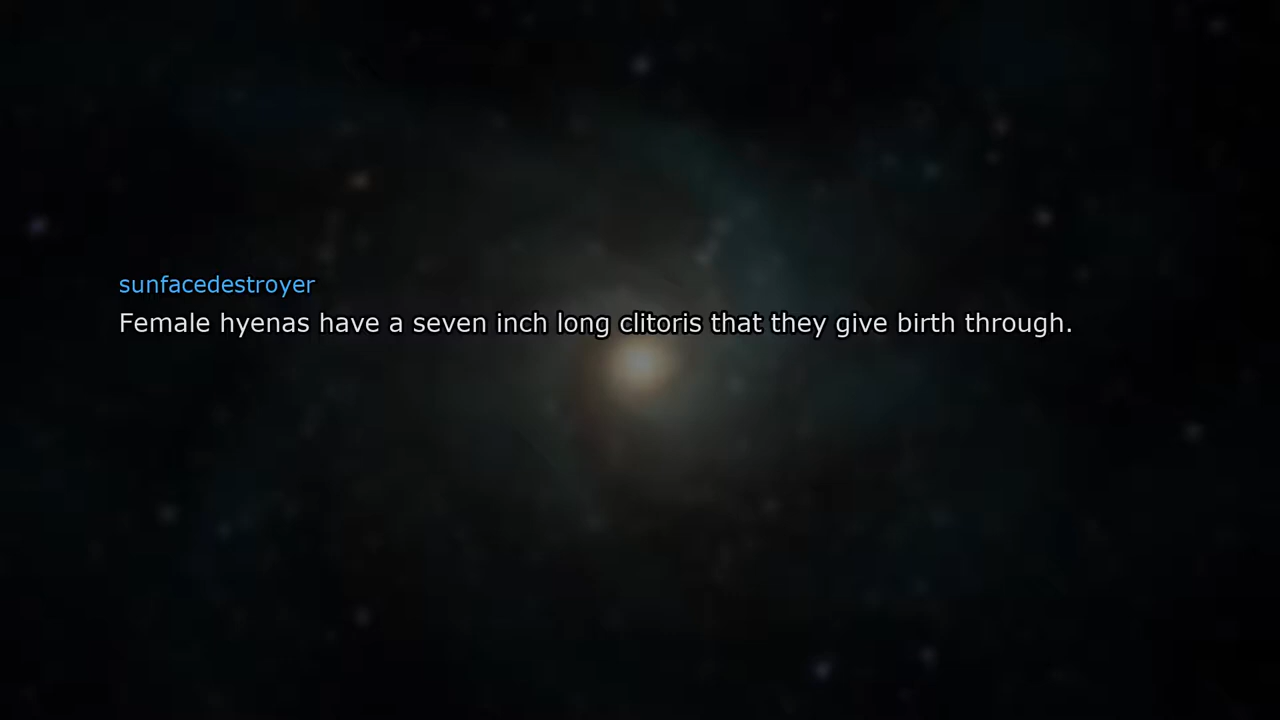 sunfacedestroyer
Female hyenas have a seven inch long clitoris that they give birth through.